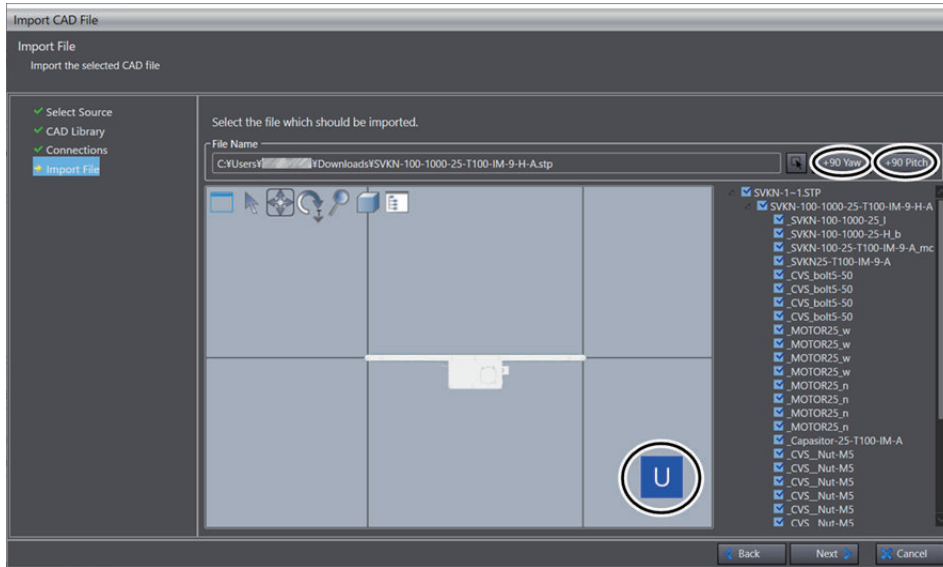 Import CAD File
Import File
Import the selected CAD file
Select Source
CAD Library
Connections
Import File
Select the file which should be imported.
File Name
C:¥Users¥ ¥Downloads¥SVKN-100-1000-25-T100-IM-9-H-A.stp
+90 Yaw
+90 Pitch
U
SVKN-1~1.STP
SVKN-100-1000-25-T100-IM-9-H-A
_SVKN-100-1000-25_l
_SVKN-100-1000-25-H_b
_SVKN-100-25-T100-IM-9-A_mc
_SVKN25-T100-IM-9-A
_CVS_bolt5-50
_CVS_bolt5-50
_CVS_bolt5-50
_CVS_bolt5-50
_MOTOR25_w
_MOTOR25_w
_MOTOR25_w
_MOTOR25_w
_MOTOR25_n
_MOTOR25_n
_MOTOR25_n
_MOTOR25_n
_Capasitor-25-T100-IM-A
_CVS__Nut-M5
_CVS__Nut-M5
_CVS__Nut-M5
_CVS__Nut-M5
_CVS__Nut-M5
_CVS__Nut-M5
Back
Next
Cancel